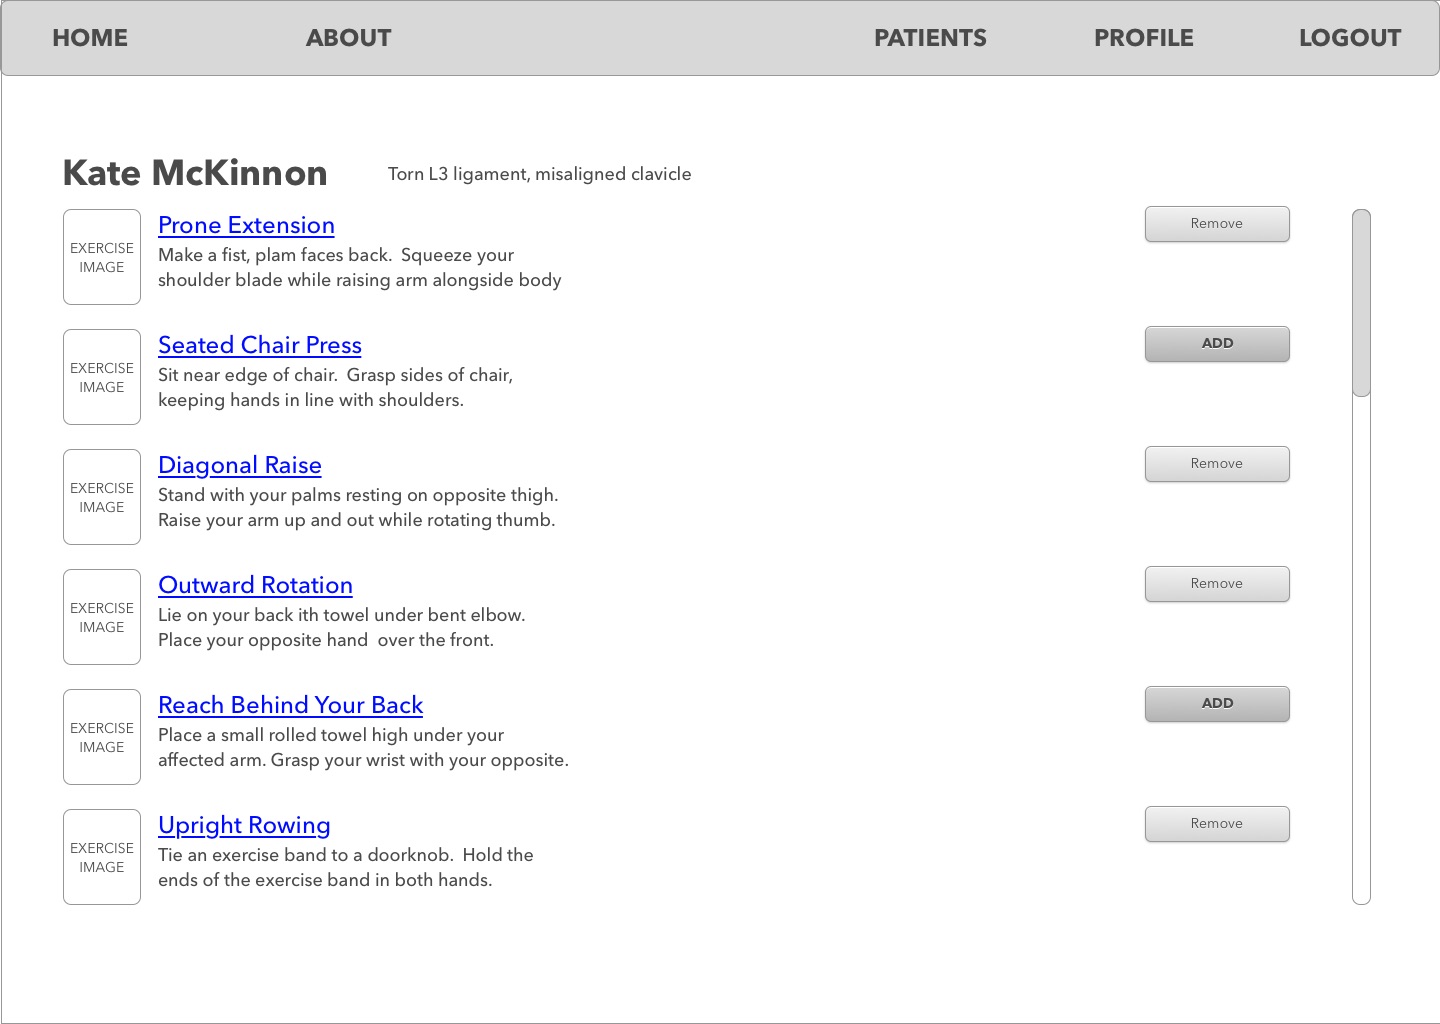 HOME ABOUT PATIENTS PROFILE LOGOUT
Kate McKinnon Torn L3 ligament, misaligned clavicle
EXERCISE
IMAGE
Prone Extension
Make a fist, plam faces back.  Squeeze your
shoulder blade while raising arm alongside body
Remove
EXERCISE
IMAGE
Seated Chair Press
Sit near edge of chair.  Grasp sides of chair,
keeping hands in line with shoulders.
ADD
EXERCISE
IMAGE
Diagonal Raise
Stand with your palms resting on opposite thigh.
Raise your arm up and out while rotating thumb.
Remove
EXERCISE
IMAGE
Outward Rotation
Lie on your back ith towel under bent elbow.
Place your opposite hand  over the front.
Remove
EXERCISE
IMAGE
Reach Behind Your Back
Place a small rolled towel high under your
affected arm. Grasp your wrist with your opposite.
ADD
EXERCISE
IMAGE
Upright Rowing
Tie an exercise band to a doorknob.  Hold the
ends of the exercise band in both hands.
Remove